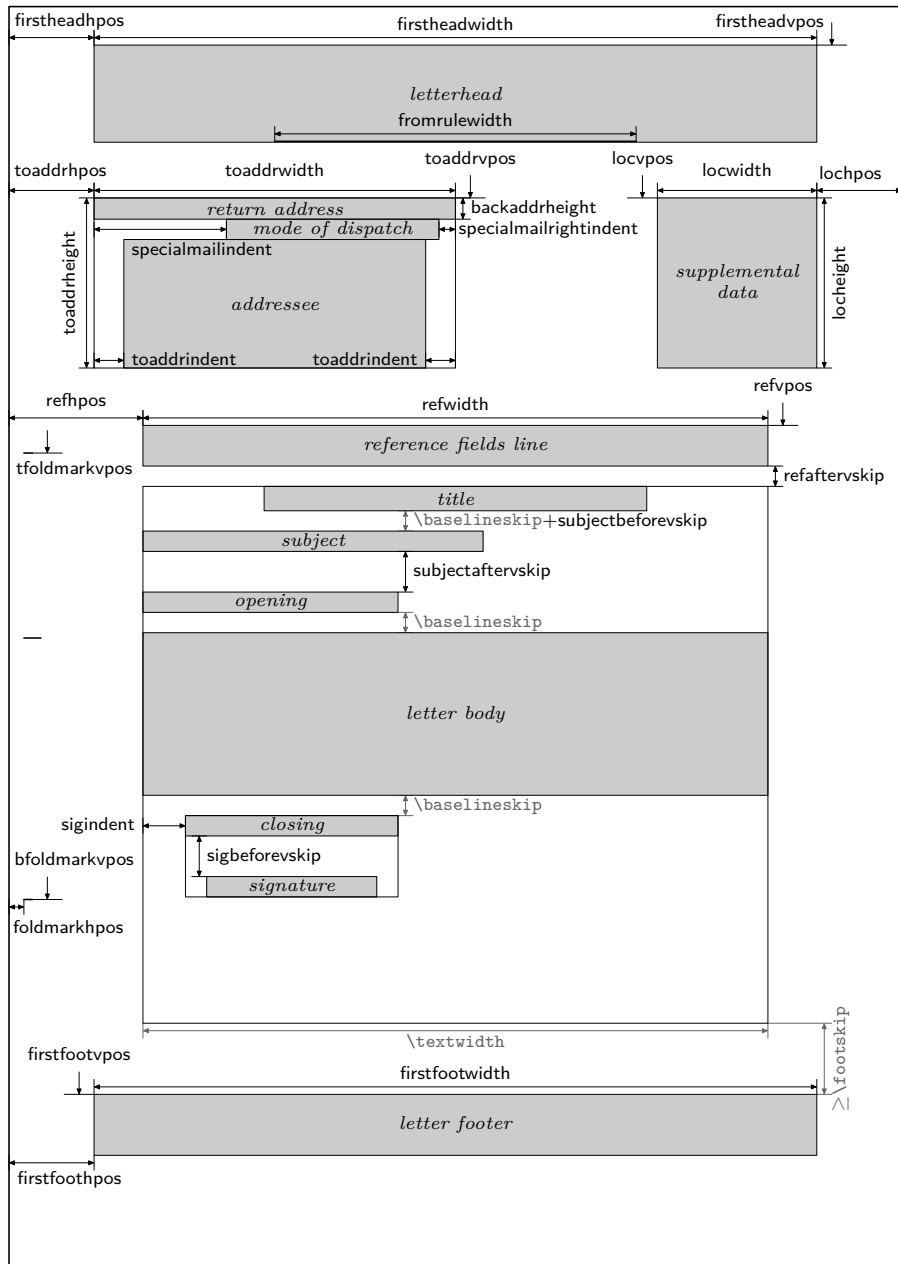 firstheadhpos
firstheadwidth
firstheadvpos
letterhead
fromrulewidth
toaddrhpos
toaddrwidth
toaddrvpos
locvpos
locwidth
lochpos
return address
backaddrheight
mode of dispatch
specialmailrightindent
specialmailindent
toaddrheight
addressee
supplemental
data
locheight
toaddrindent
toaddrindent
refhpos
refwidth
refvpos
reference fields line
tfoldmarkvpos
refaftervskip
title
\baselineskip+subjectbeforevskip
subject
subjectaftervskip
opening
\baselineskip
letter body
\baselineskip
sigindent
closing
sigbeforevskip
bfoldmarkvpos
signature
foldmarkhpos
\textwidth
≥\footskip
firstfootvpos
firstfootwidth
letter footer
firstfoothpos